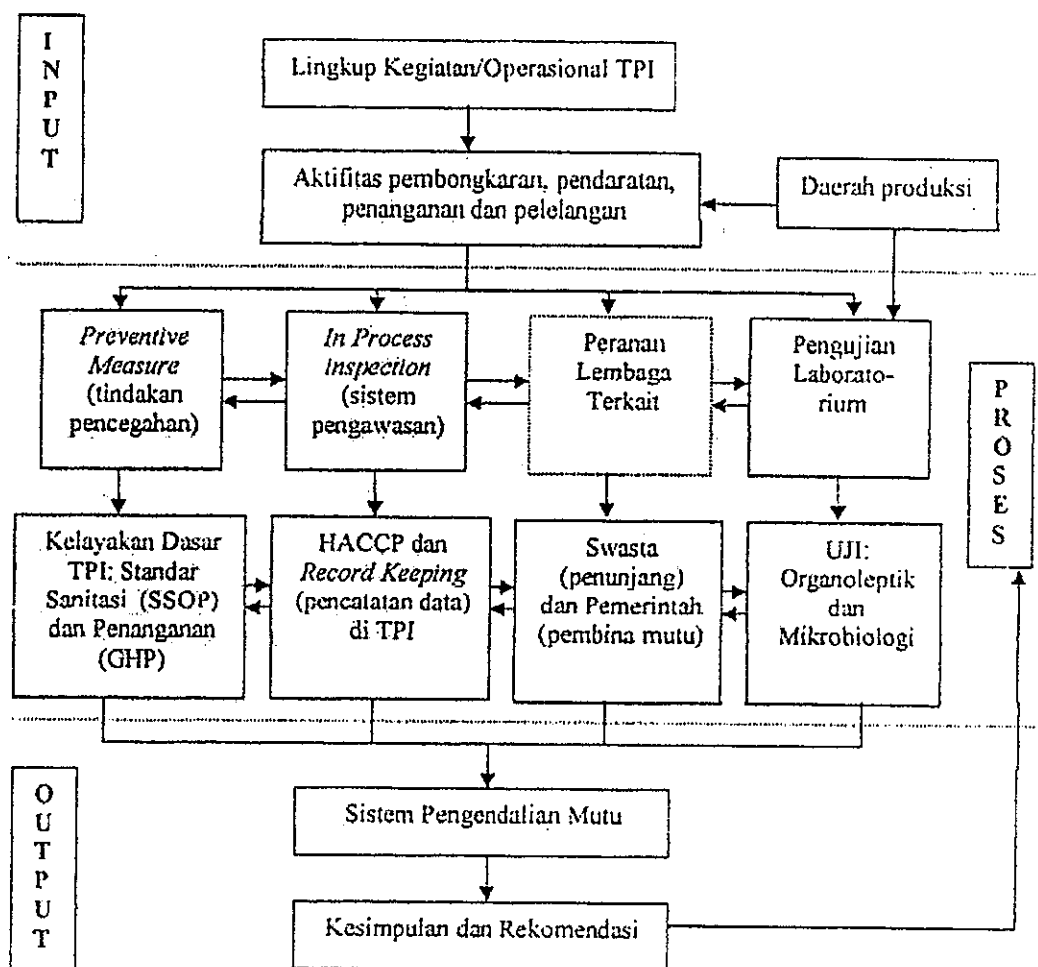 INPUT
Lingkup Kegiatan/Operasional TPI
Aktifitas pembongkaran, pendaratan,
penanganan dan pelelangan
Daerah produksi
Preventive
Measure
(tindakan
pencegahan)
In Process
Inspection
(sistem
pengawasan)
Peranan
Lembaga
Terkait
Pengujian
Laborato-
rium
PROSES
Kelayakan Dasar
TPI: Standar
Sanitasi (SSOP)
dan Penanganan
(GHP)
HACCP dan
Record Keeping
(pencatatan data)
di TPI
Swasta
(penunjang)
dan Pemerintah
(pembina mutu)
UJI:
Organoleptik
dan
Mikrobiologi
OUTPUT
Sistem Pengendalian Mutu
Kesimpulan dan Rekomendasi